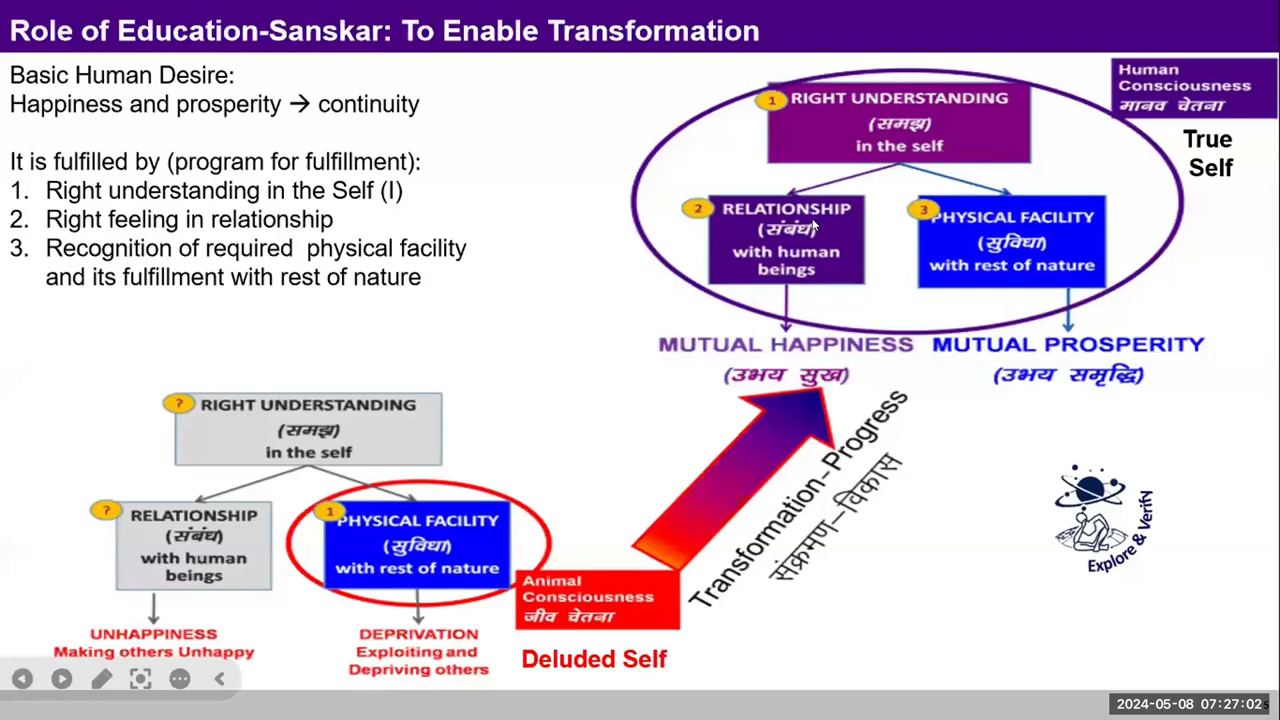 Role of Education-Sanskar: To Enable Transformation
Basic Human Desire:
Happiness and prosperity → continuity
It is fulfilled by (program for fulfillment):
1. Right understanding in the Self (I)
2. Right feeling in relationship
3. Recognition of required physical facility
and its fulfillment with rest of nature
Human
Consciousness
मानव चेतना
True
Self
1
RIGHT UNDERSTANDING
(समझ)
in the self
2
RELATIONSHIP
(संबंध)
with human
beings
3
PHYSICAL FACILITY
(सुविधा)
with rest of nature
MUTUAL HAPPINESS
(उभय सुख)
MUTUAL PROSPERITY
(उभय समृद्धि)
?
RIGHT UNDERSTANDING
(समझ)
in the self
?
RELATIONSHIP
(संबंध)
with human
beings
1
PHYSICAL FACILITY
(सुविधा)
with rest of nature
UNHAPPINESS
Making others Unhappy
DEPRIVATION
Exploiting and
Depriving others
Animal
Consciousness
जीव चेतना
Deluded Self
Transformation–Progress
संक्रमण–विकास
Explore & Verify
2024-05-08 07:27:02